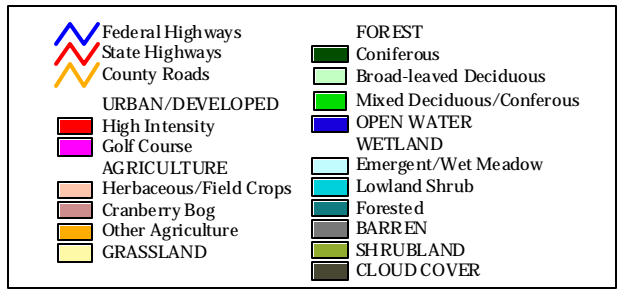 Federal Highways
State Highways
County Roads
URBAN/DEVELOPED
High Intensity
Golf Course
AGRICULTURE
Herbaceous/Field Crops
Cranberry Bog
Other Agriculture
GRASSLAND
FOREST
Coniferous
Broad-leaved Deciduous
Mixed Deciduous/Conferous
OPEN WATER
WETLAND
Emergent/Wet Meadow
Lowland Shrub
Forested
BARREN
SHRUBLAND
CLOUD COVER